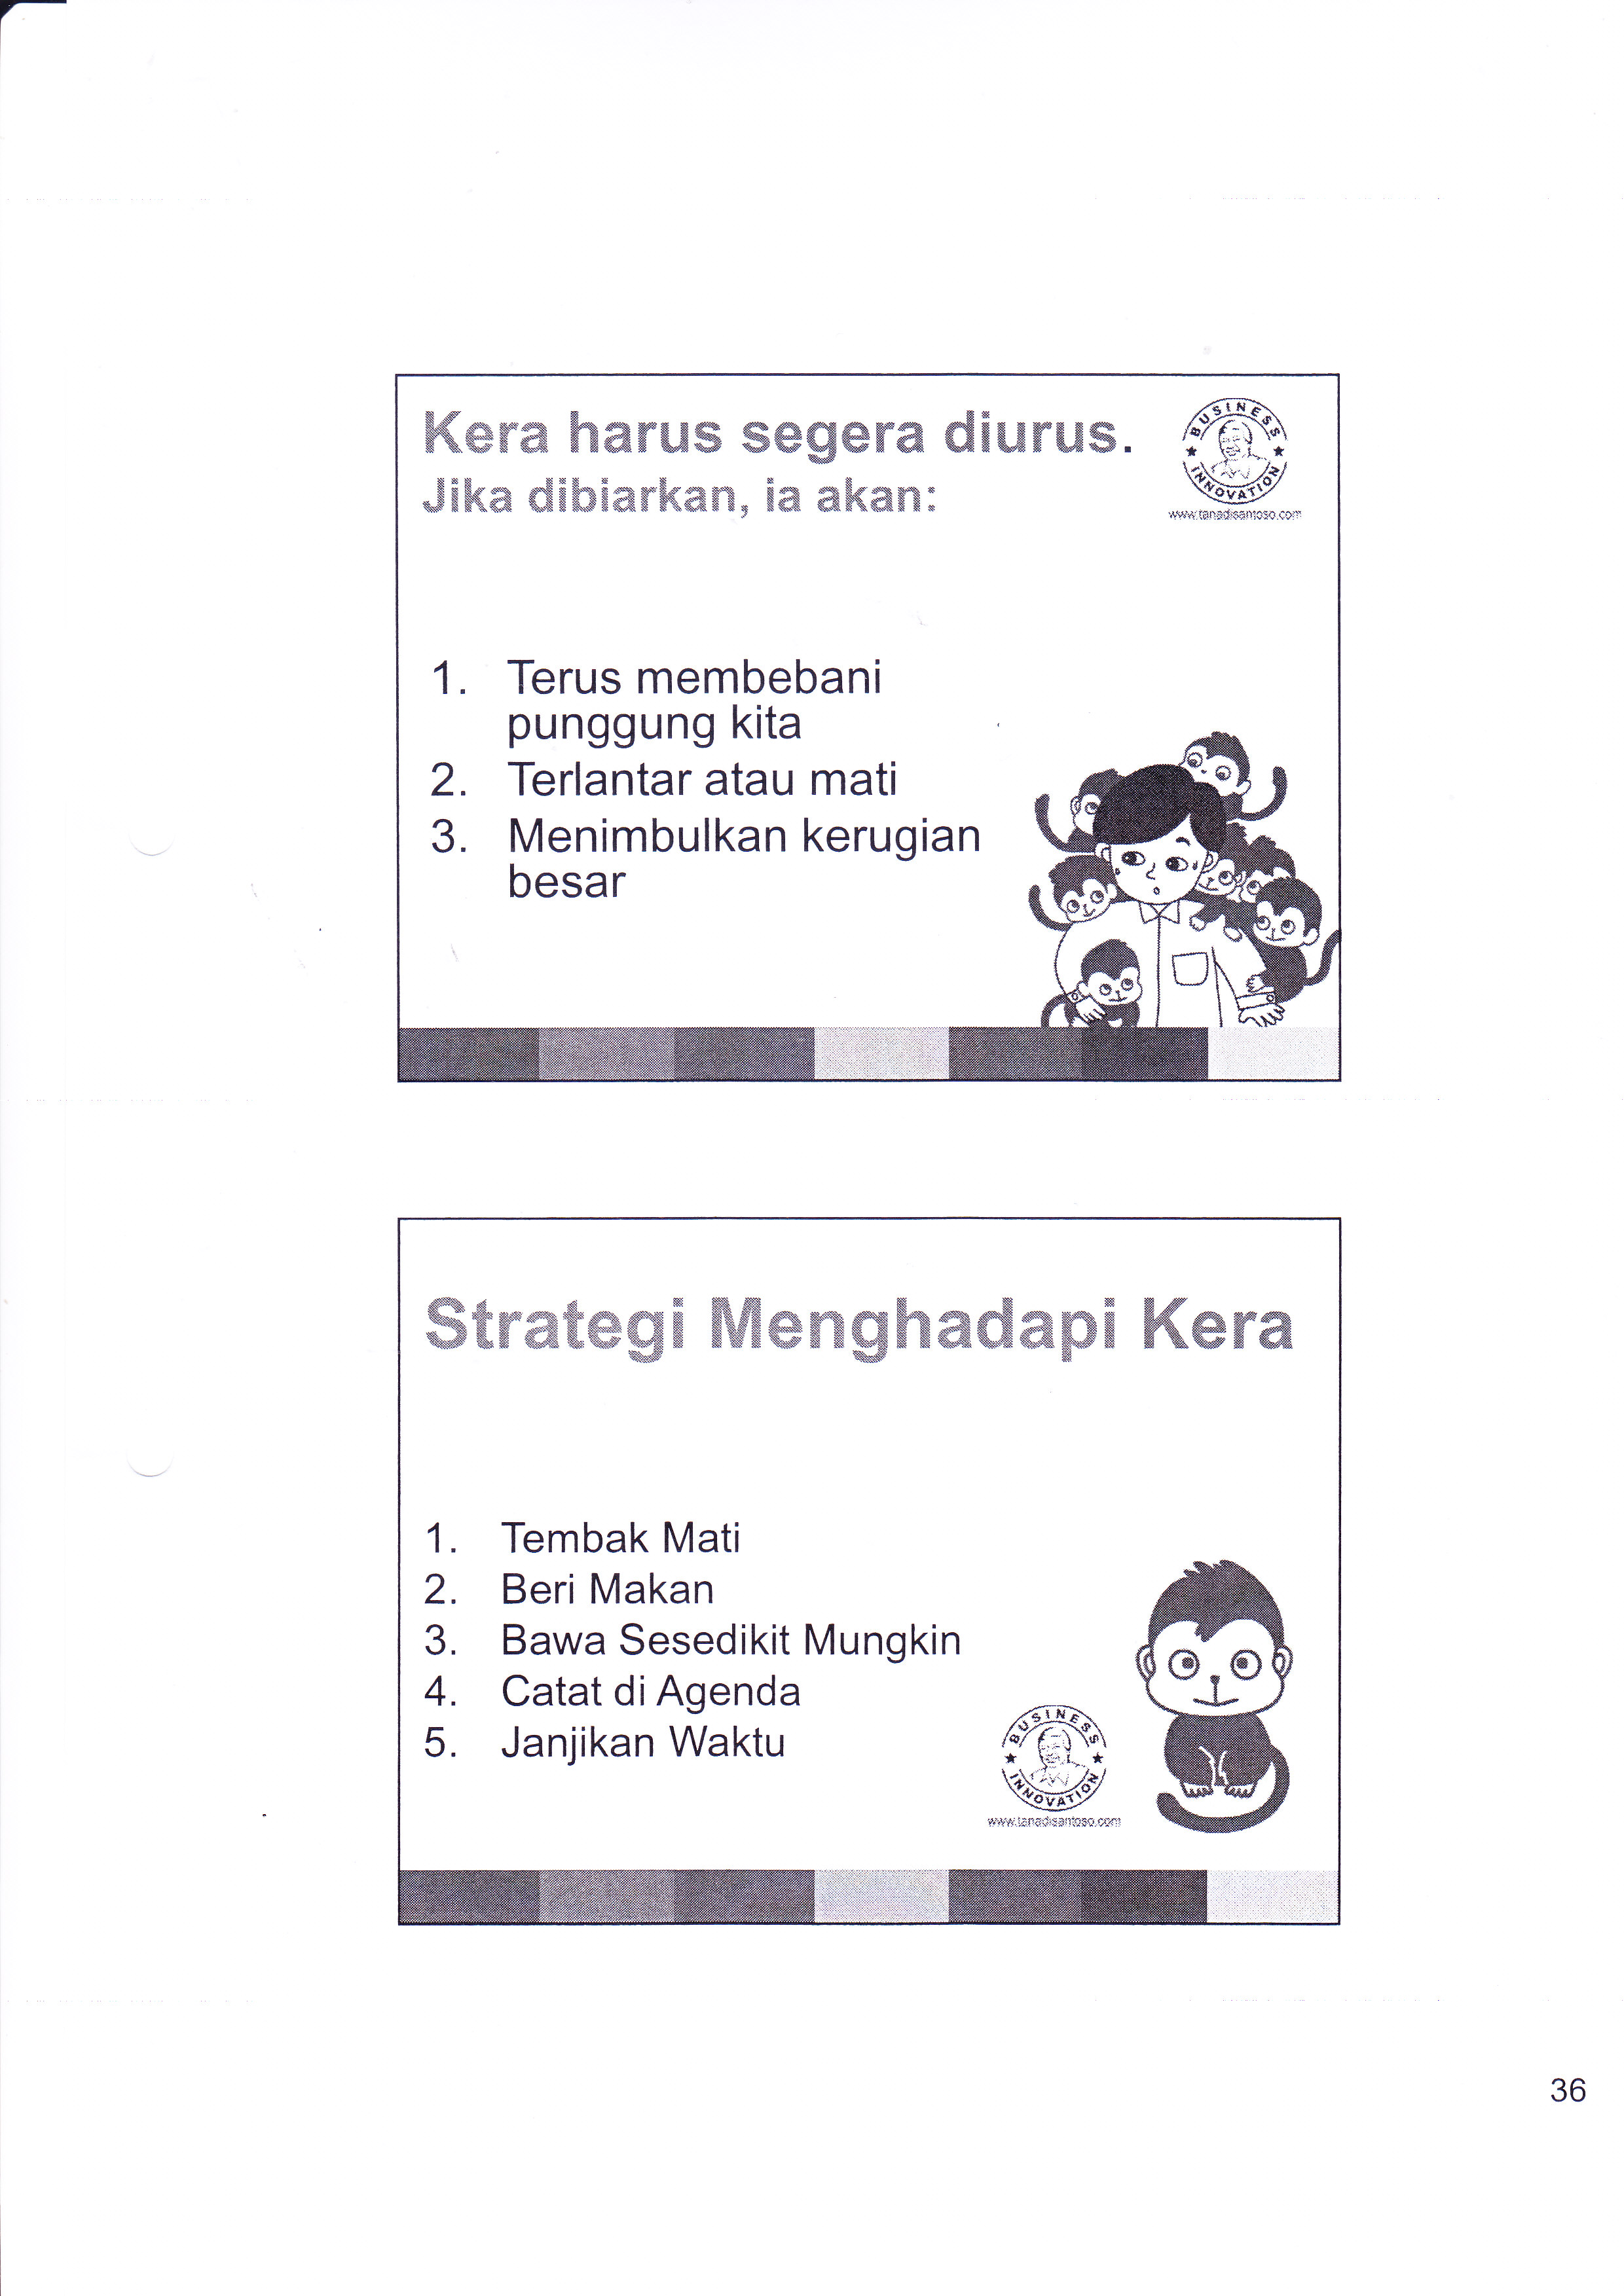 Kera harus segera diurus.
Jika dibiarkan, ia akan:
BUSINESS
INNOVATION
www.tanadisantoso.com
1. Terus membebani
punggung kita
2. Terlantar atau mati
3. Menimbulkan kerugian
besar
Strategi Menghadapi Kera
1. Tembak Mati
2. Beri Makan
3. Bawa Sesedikit Mungkin
4. Catat di Agenda
5. Janjikan Waktu
BUSINESS
INNOVATION
www.tanadisantoso.com
36